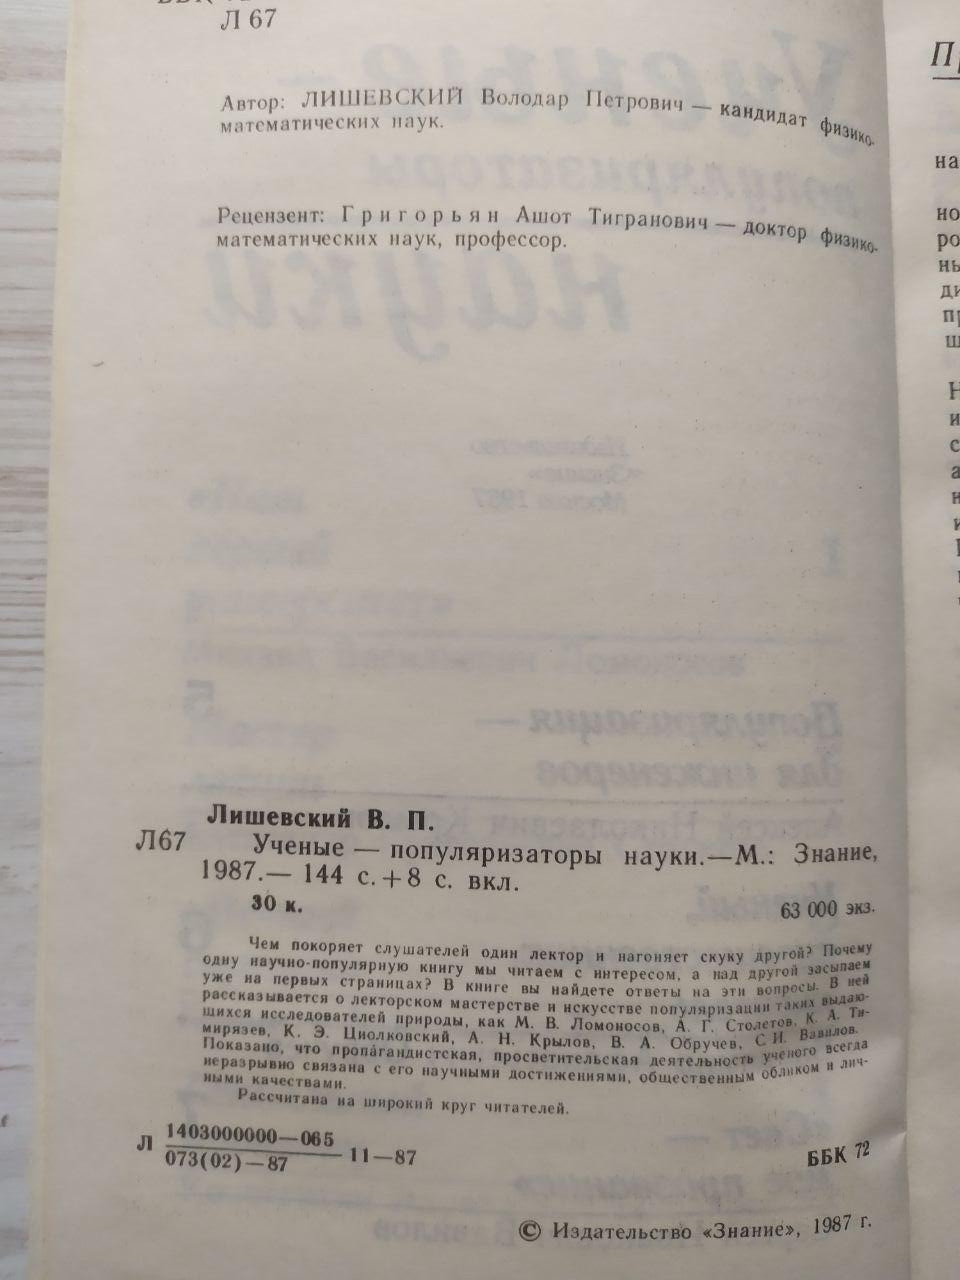 Л 67
Автор: ЛИШЕВСКИЙ Володар Петрович — кандидат физико-
математических наук.
Рецензент: Григорьян Ашот Тигранович — доктор физико-
математических наук, профессор.
Лишевский В. П.
Л67 Ученые — популяризаторы науки.—М.: Знание,
1987.— 144 с.+8 с. вкл.
30 к. 63 000 экз.
Чем покоряет слушателей один лектор и нагоняет скуку другой? Почему
одну научно-популярную книгу мы читаем с интересом, а над другой засыпаем
уже на первых страницах? В книге вы найдете ответы на эти вопросы. В ней
рассказывается о лекторском мастерстве и искусстве популяризации таких выдаю-
щихся исследователей природы, как М. В. Ломоносов, А. Г. Столетов, К. А. Ти-
мирязев, К. Э. Циолковский, А. Н. Крылов, В. А. Обручев, С. И. Вавилов.
Показано, что пропагандистская, просветительская деятельность ученого всегда
неразрывно связана с его научными достижениями, общественным обликом и лич-
ными качествами.
Рассчитана на широкий круг читателей.
Л 1403000000—065
073(02)—87 11—87
ББК 72
© Издательство «Знание», 1987 г.